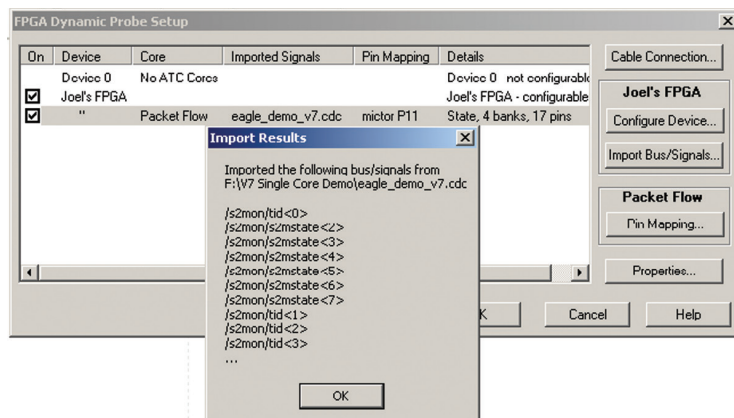 FPGA Dynamic Probe Setup
On Device Core Imported Signals Pin Mapping Details
Device 0 No ATC Cores Device 0 not configurable
Joel's FPGA Joel's FPGA - configurable
" Packet Flow eagle_demo_v7.cdc mictor P11 State, 4 banks, 17 pins
Cable Connection...
Joel's FPGA
Configure Device...
Import Bus/Signals...
Packet Flow
Pin Mapping...
Properties...
K Cancel Help
Import Results
Imported the following bus/signals from
F:\V7 Single Core Demo\eagle_demo_v7.cdc
/s2mon/tid<0>
/s2mon/s2mstate<2>
/s2mon/s2mstate<3>
/s2mon/s2mstate<4>
/s2mon/s2mstate<5>
/s2mon/s2mstate<6>
/s2mon/s2mstate<7>
/s2mon/tid<1>
/s2mon/tid<2>
/s2mon/tid<3>
...
OK